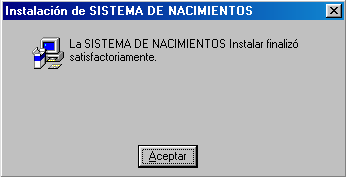 Instalación de SISTEMA DE NACIMIENTOS
La SISTEMA DE NACIMIENTOS Instalar finalizó
satisfactoriamente.
Aceptar